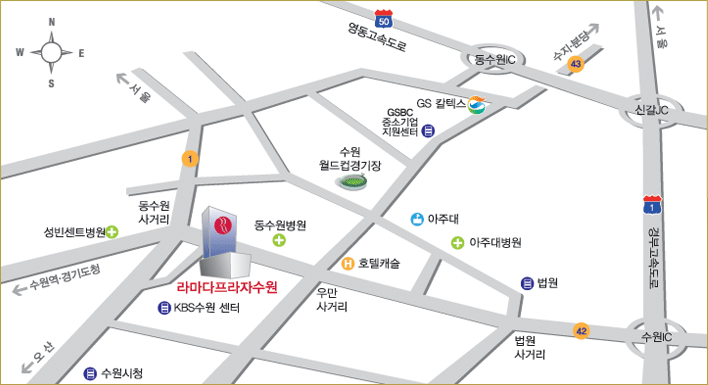 N
W
E
S
50
영동고속도로
동수원IC
수지·분당
43
서울
서울
GS 칼텍스
GSBC
중소기업
지원센터
신갈JC
1
수원
월드컵경기장
동수원
사거리
1
성빈센트병원
동수원병원
아주대
아주대병원
경부고속도로
호텔캐슬
법원
라마다프라자수원
수원역·경기도청
우만
사거리
KBS수원 센터
42
법원
사거리
수원IC
오산
수원시청